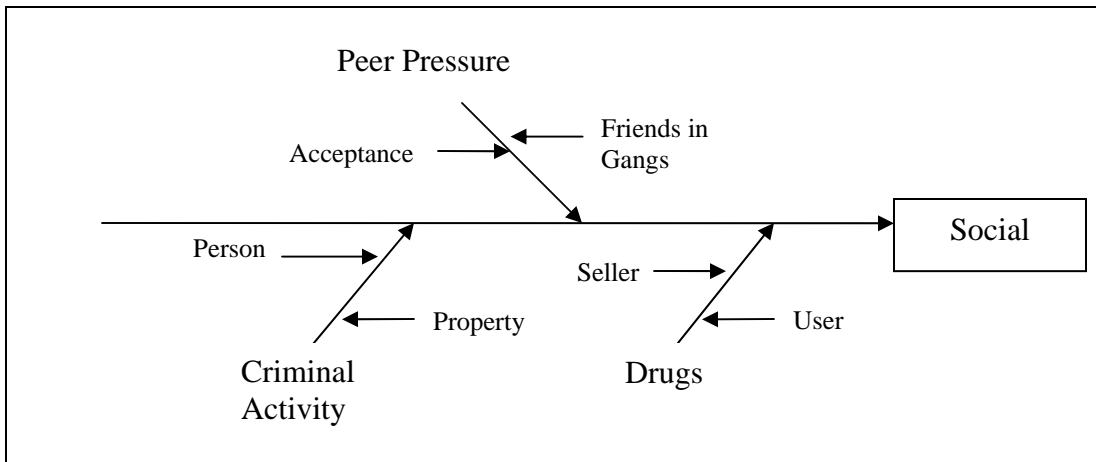 Peer Pressure
Friends in
Gangs
Acceptance
Social
Person
Seller
Property
User
Criminal
Activity
Drugs